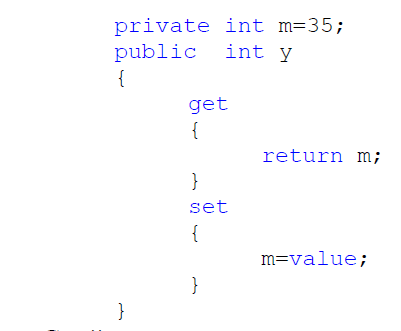 private int m=35;
public int y
{
get
{
return m;
}
set
{
m=value;
}
}